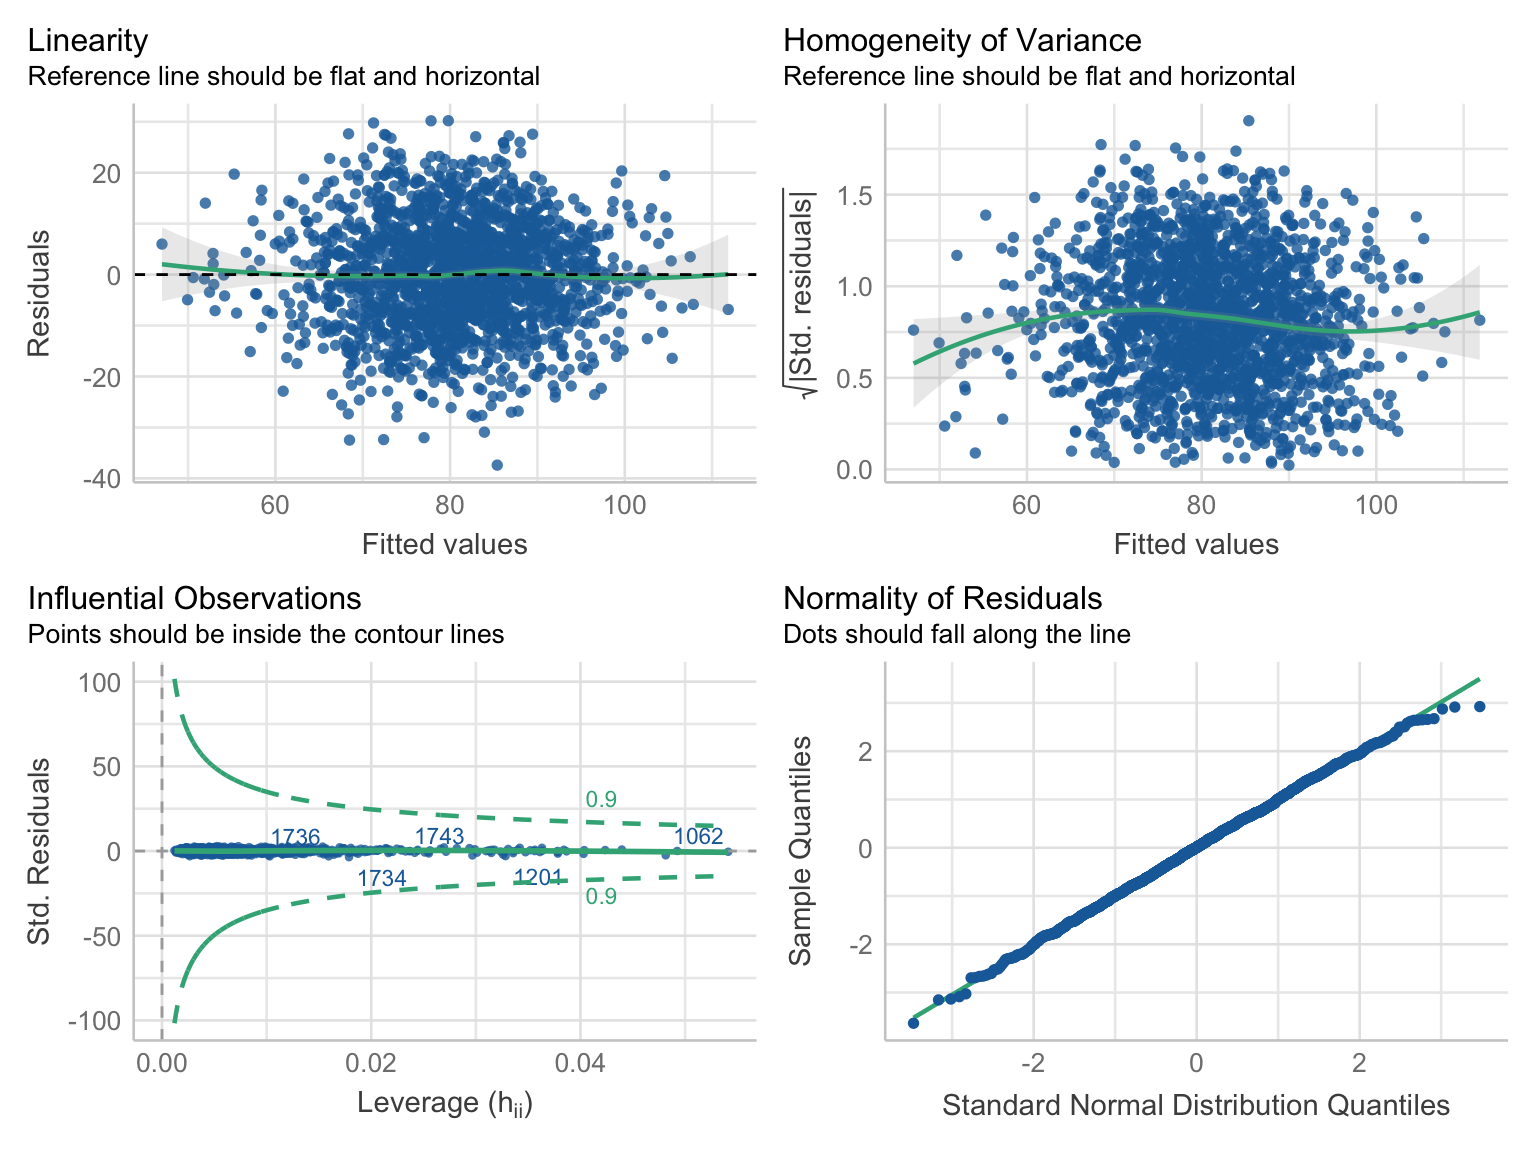 Linearity
Reference line should be flat and horizontal
20
0
-20
-40
60
80
100
Residuals
Fitted values
Homogeneity of Variance
Reference line should be flat and horizontal
1.5
1.0
0.5
0.0
60
80
100
√|Std. residuals|
Fitted values
Influential Observations
Points should be inside the contour lines
100
50
0
-50
-100
0.9
1736
1743
1062
1734
1201
0.9
0.00
0.02
0.04
Std. Residuals
Leverage (hii)
Normality of Residuals
Dots should fall along the line
2
0
-2
-2
0
2
Sample Quantiles
Standard Normal Distribution Quantiles